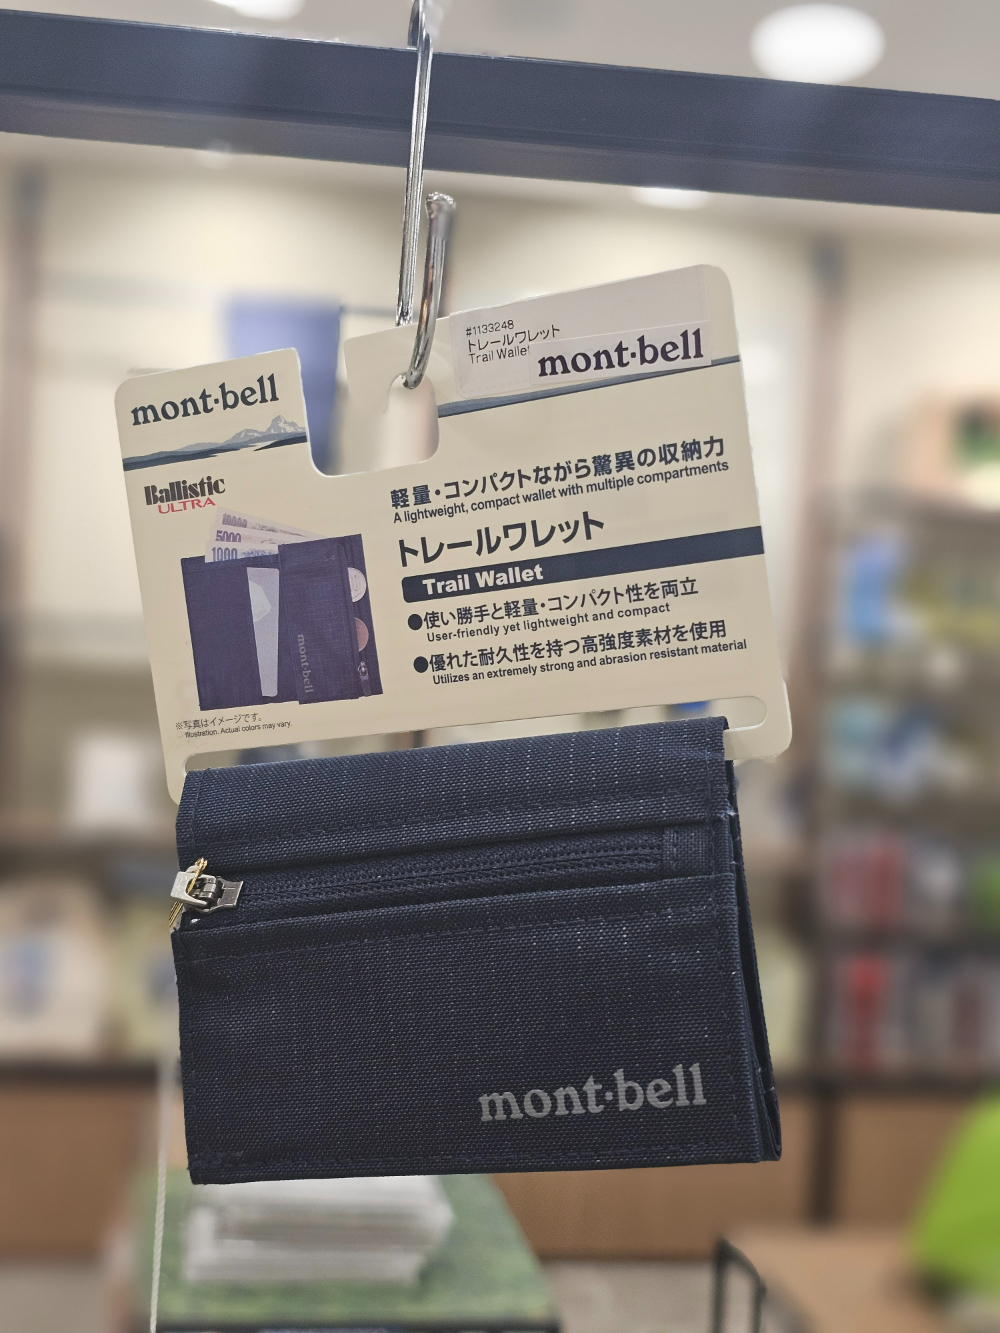 #1133248
トレールワレット
Trail Wallet
mont·bell
mont·bell
Ballistic
ULTRA
10000
5000
1000
mont·bell
軽量・コンパクトながら驚異の収納力
A lightweight, compact wallet with multiple compartments
トレールワレット
Trail Wallet
●使い勝手と軽量・コンパクト性を両立
User-friendly yet lightweight and compact
●優れた耐久性を持つ高強度素材を使用
Utilizes an extremely strong and abrasion resistant material
※写真はイメージです。
Illustration. Actual colors may vary.
mont·bell